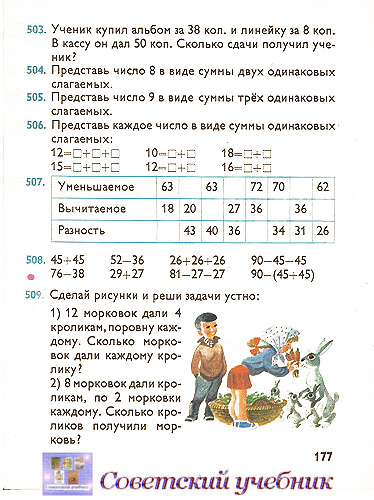 503. Ученик купил альбом за 38 коп. и линейку за 8 коп.
В кассу он дал 50 коп. Сколько сдачи получил уче-
ник?
504. Представь число 8 в виде суммы двух одинаковых
слагаемых.
505. Представь число 9 в виде суммы трёх одинаковых
слагаемых.
506. Представь каждое число в виде суммы одинаковых
слагаемых:
12=□+□+□ 10=□+□ 18=□+□
15=□+□+□ 12=□+□ 16=□+□
507. Уменьшаемое 63 63 72 70 62
Вычитаемое 18 20 27 36 36
Разность 43 40 36 34 31 26
508. 45+45 52−36 26+26+26 90−45−45
76−38 29+27 81−27−27 90−(45+45)
509. Сделай рисунки и реши задачи устно:
1) 12 морковок дали 4
кроликам, поровну каж-
дому. Сколько морко-
вок дали каждому кро-
лику?
2) 8 морковок дали кро-
ликам, по 2 морковки
каждому. Сколько кро-
ликов получили мор-
ковь?
177
Советский учебник